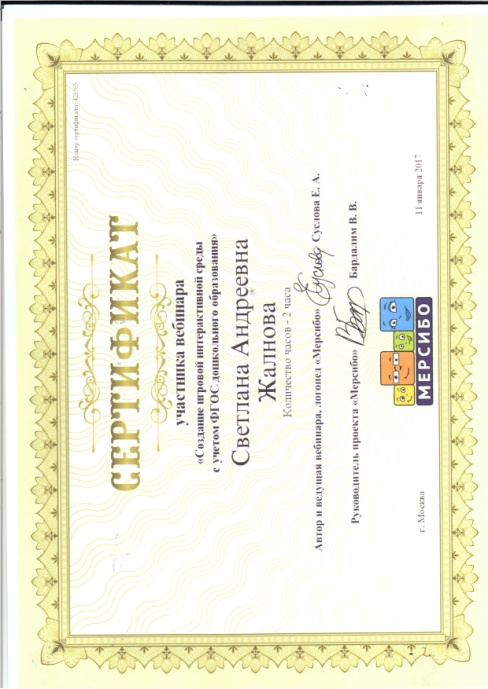 СЕРТИФИКАТ
участника вебинара
«Создание игровой интерактивной среды
с учетом ФГОС дошкольного образования»
Светлана Андреевна
Жалнова
Количество часов - 2 часа
Автор и ведущая вебинара, логопед «Мерсибо» Суслова Е. А.
Руководитель проекта «Мерсибо» Бардалим В. В.
МЕРСИБО
г. Москва
11 января 2017
Номер сертификата: